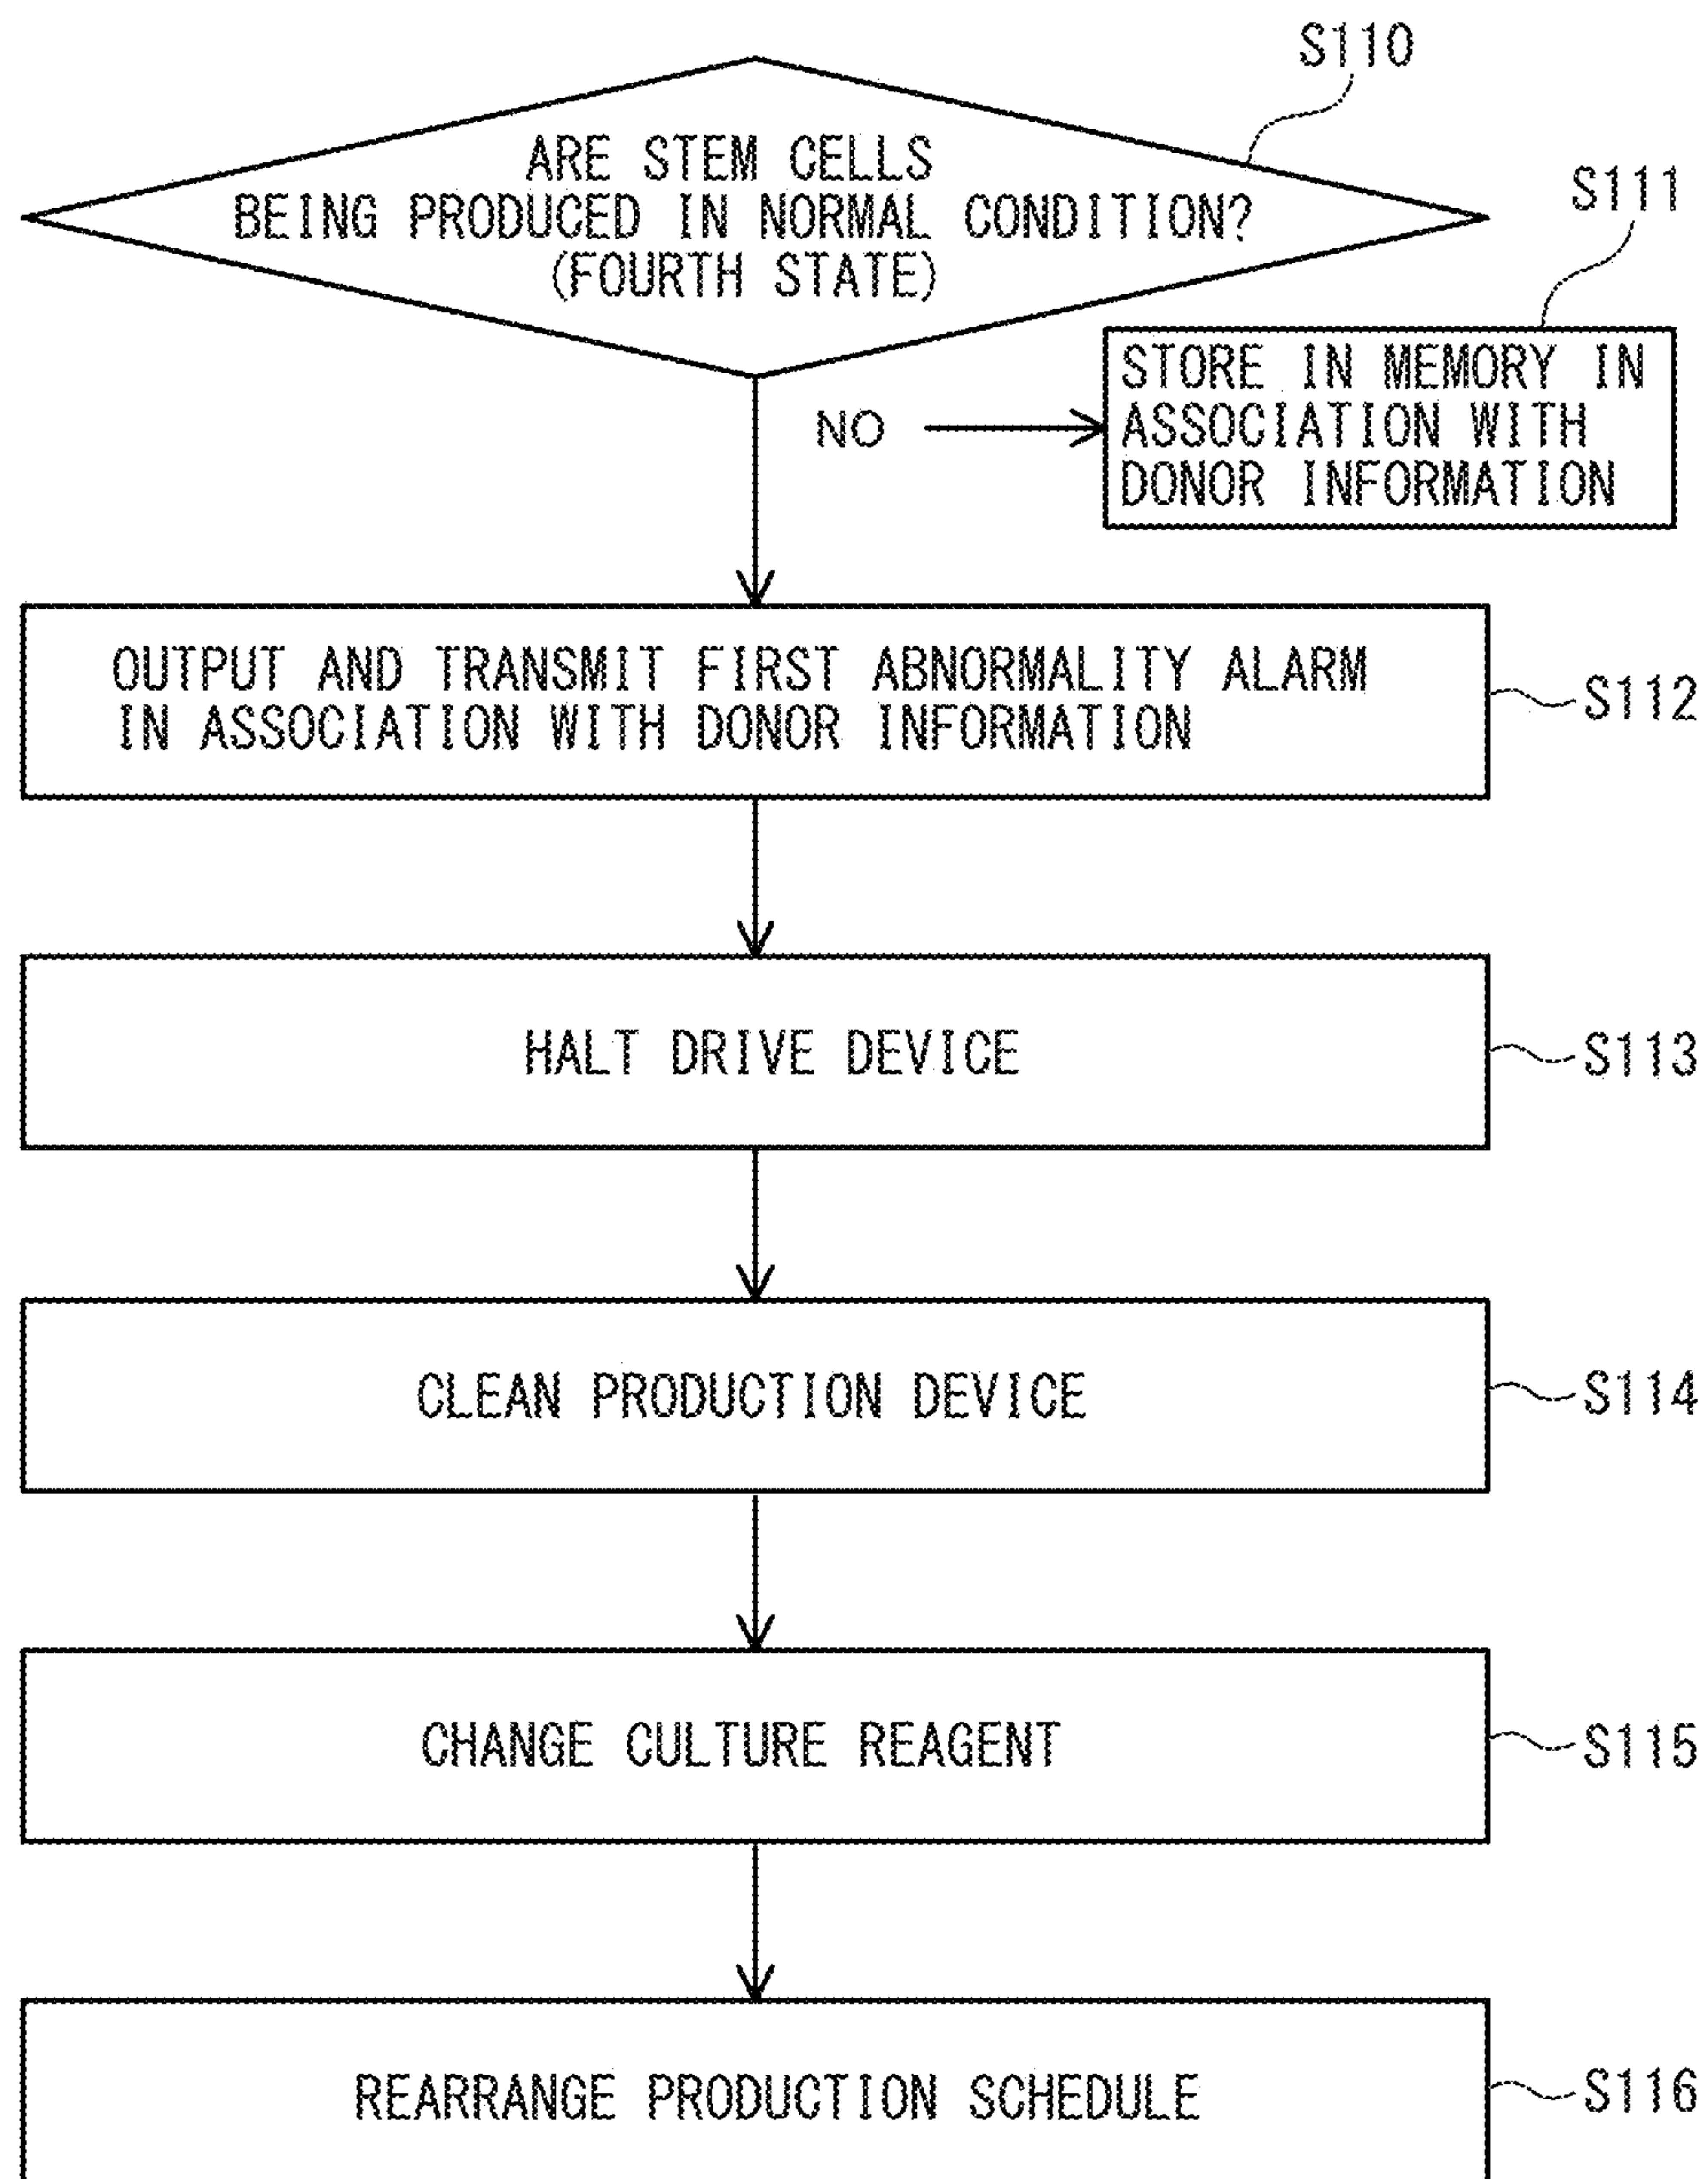 S110
ARE STEM CELLS
BEING PRODUCED IN NORMAL CONDITION?
(FOURTH STATE)
S111
NO
STORE IN MEMORY IN
ASSOCIATION WITH
DONOR INFORMATION
OUTPUT AND TRANSMIT FIRST ABNORMALITY ALARM
IN ASSOCIATION WITH DONOR INFORMATION
S112
HALT DRIVE DEVICE
S113
CLEAN PRODUCTION DEVICE
S114
CHANGE CULTURE REAGENT
S115
REARRANGE PRODUCTION SCHEDULE
S116